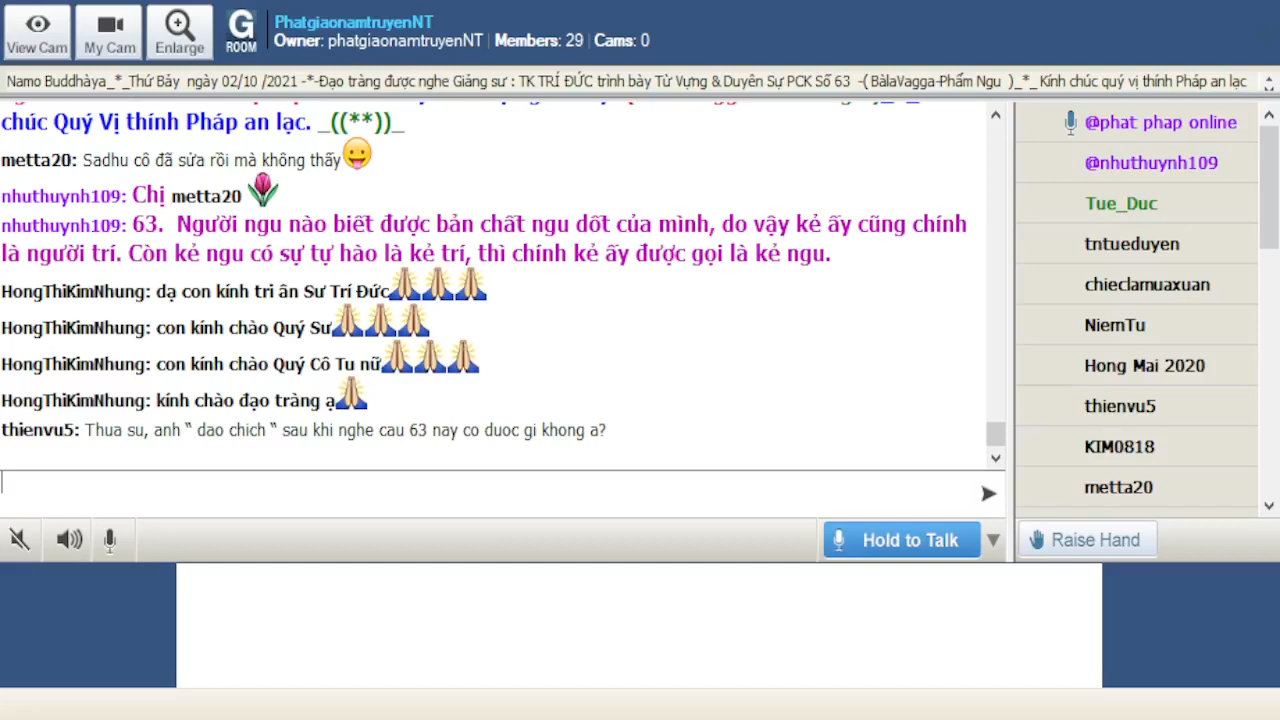 View Cam
My Cam
Enlarge
G
ROOM
PhatgiaonamtruyenNT
Owner: phatgiaonamtruyenNT | Members: 29 | Cams: 0
Namo Buddhàya_*_Thứ Bảy ngày 02/10 /2021 -*-Đạo tràng được nghe Giảng sư : TK TRÍ ĐỨC trình bày Từ Vựng & Duyên Sự PCK Số 63 -( BàlaVagga-Phẩm Ngu )_*_ Kính chúc quý vị thính Pháp an lạc
chúc Quý Vị thính Pháp an lạc. _((**))_
metta20: Sadhu cô đã sửa rồi mà không thấy
nhuthuynh109: Chị metta20
nhuthuynh109: 63. Người ngu nào biết được bản chất ngu dốt của mình, do vậy kẻ ấy cũng chính
là người trí. Còn kẻ ngu có sự tự hào là kẻ trí, thì chính kẻ ấy được gọi là kẻ ngu.
HongThiKimNhung: dạ con kính tri ân Sư Trí Đức
HongThiKimNhung: con kính chào Quý Sư
HongThiKimNhung: con kính chào Quý Cô Tu nữ
HongThiKimNhung: kính chào đạo tràng ạ
thienvu5: Thua su, anh “ dao chich “ sau khi nghe cau 63 nay co duoc gi khong a?
@phat phap online
@nhuthuynh109
Tue_Duc
tntueduyen
chieclamuaxuan
NiemTu
Hong Mai 2020
thienvu5
KIM0818
metta20
Hold to Talk
Raise Hand